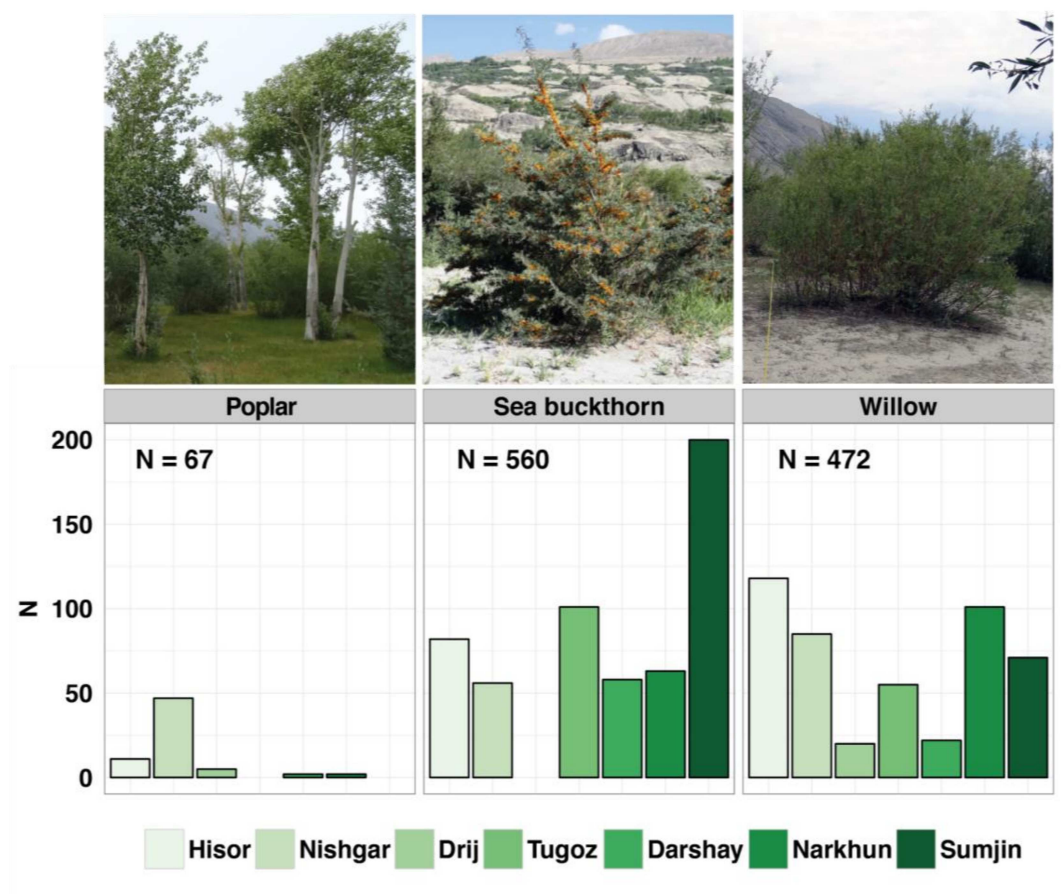 Poplar Sea buckthorn Willow
N = 67 N = 560 N = 472
200
150
N
100
50
0
Hisor Nishgar Drij Tugoz Darshay Narkhun Sumjin